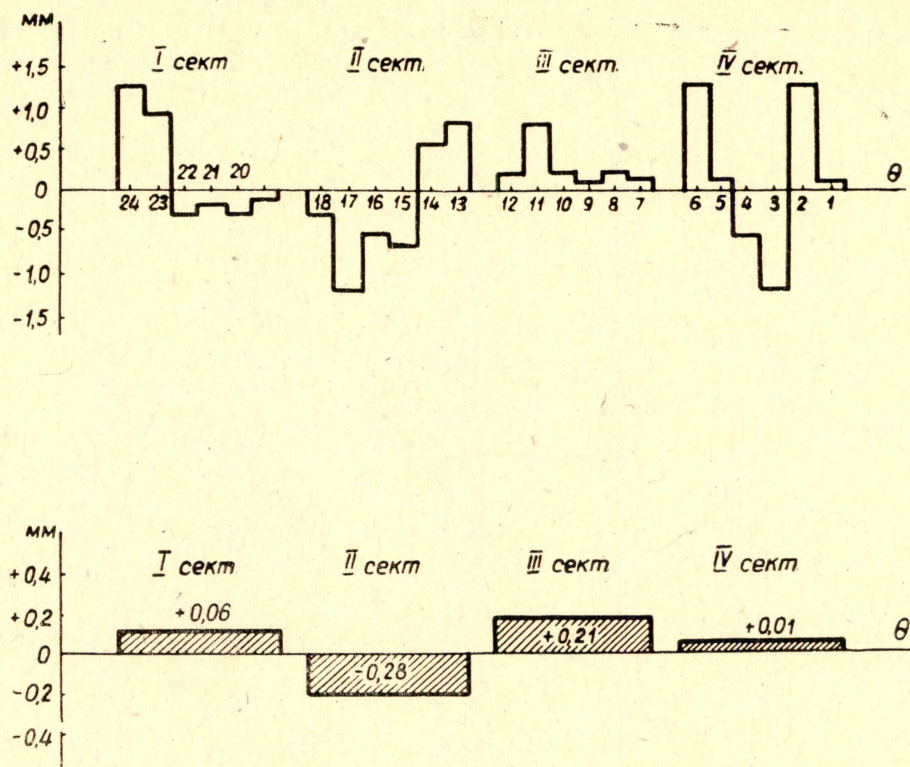 мм
I сект II сект. III сект. IV сект.
+1,5
+1,0
+0,5
22 21 20
0 θ
24 23 18 17 16 15 14 13 12 11 10 9 8 7 6 5 4 3 2 1
-0,5
-1,0
-1,5
мм
I сект II сект III сект IV сект
+0,4
+0,2
+0,06 +0,21 +0,01
0 θ
-0,28
-0,2
-0,4